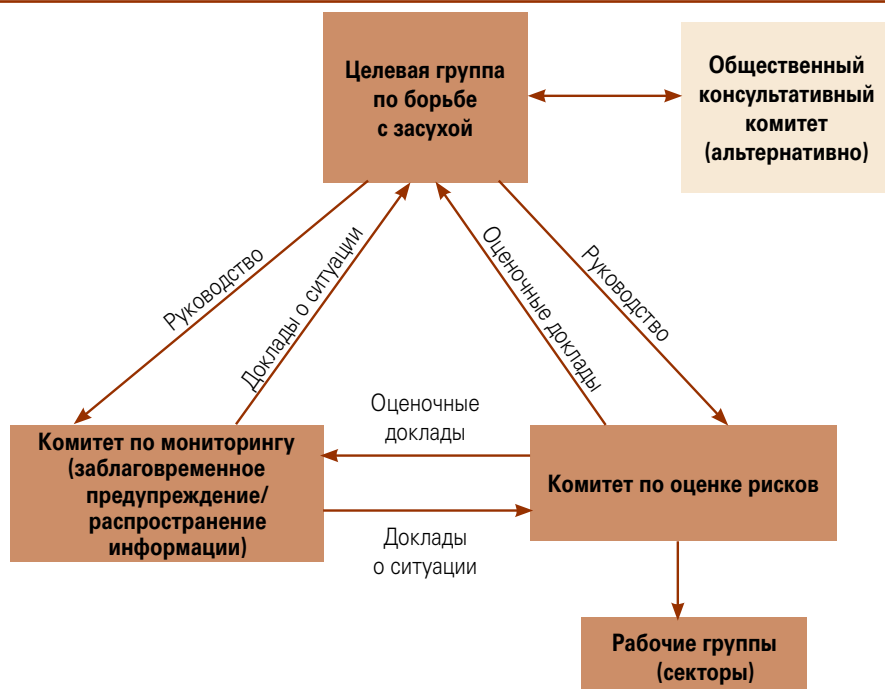 Целевая группа
по борьбе
с засухой
Общественный
консультативный
комитет
(альтернативно)
Руководство
Доклады о ситуации
Оценочные доклады
Руководство
Оценочные
доклады
Комитет по мониторингу
(заблаговременное
предупреждение/
распространение
информации)
Комитет по оценке рисков
Доклады
о ситуации
Рабочие группы
(секторы)